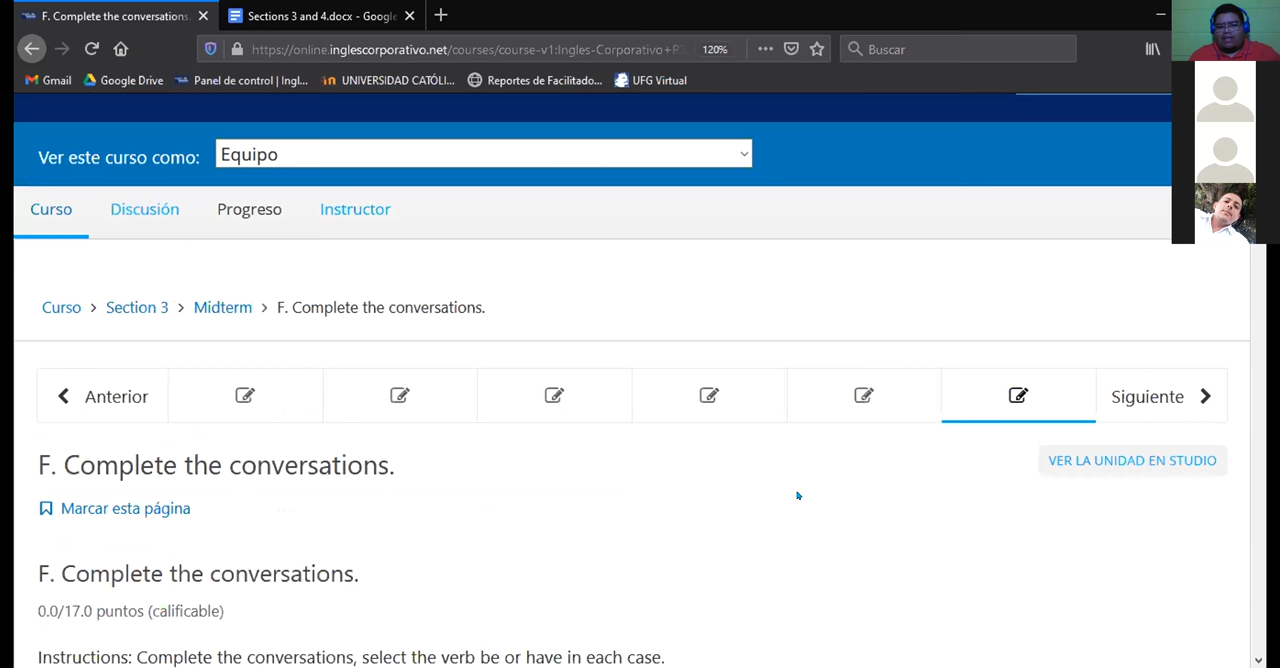 F. Complete the conversations. Sections 3 and 4.docx - Google
https://online.inglescorporativo.net/courses/course-v1:Ingles-Corporativo+P 120% Buscar
Gmail Google Drive Panel de control | Ingl... UNIVERSIDAD CATÓLI... Reportes de Facilitado... UFG Virtual
Ver este curso como: Equipo
Curso Discusión Progreso Instructor
Curso > Section 3 > Midterm > F. Complete the conversations.
Anterior Siguiente
F. Complete the conversations. VER LA UNIDAD EN STUDIO
Marcar esta página
F. Complete the conversations.
0.0/17.0 puntos (calificable)
Instructions: Complete the conversations, select the verb be or have in each case.